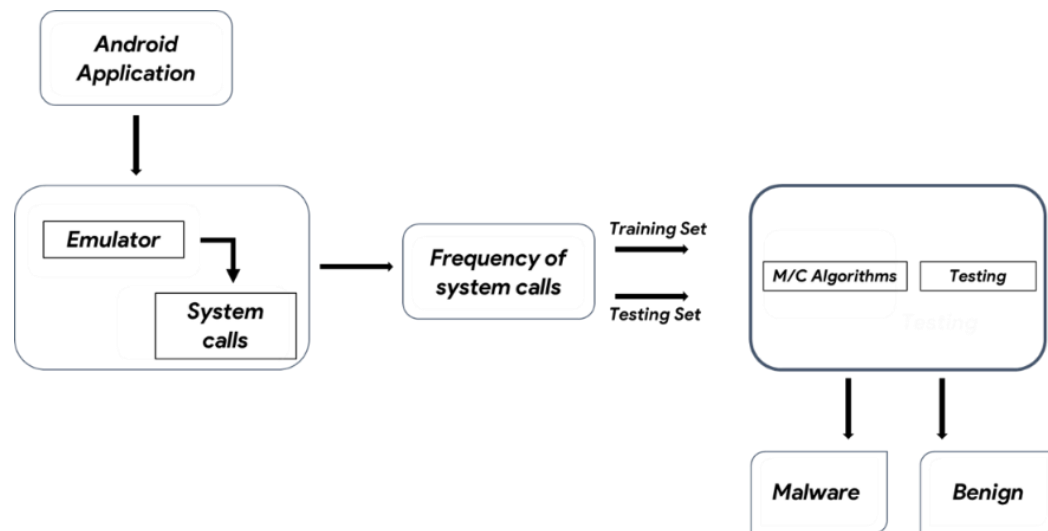 Android
Application
Emulator
System
calls
Frequency of
system calls
Training Set
Testing Set
M/C Algorithms
Testing
Testing
Malware
Benign